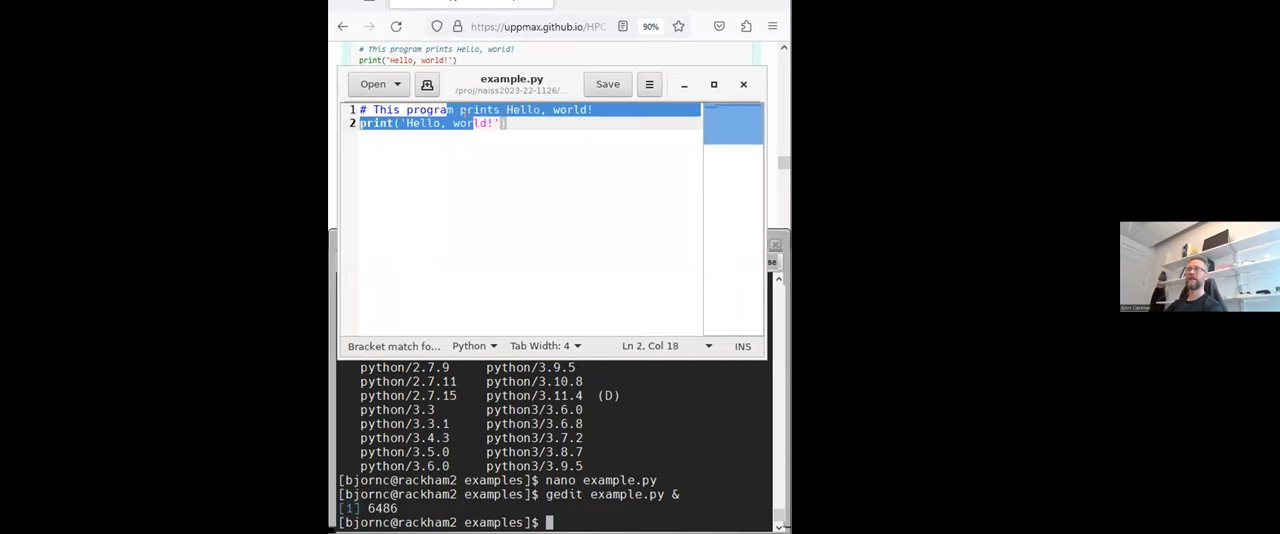 https://uppmax.github.io/HPC
90%
# This program prints Hello, world!
print('Hello, world!')
Open
example.py
/proj/naiss2023-22-1126/...
Save
1 # This program prints Hello, world!
2 print('Hello, world!')
Bracket match fo... Python Tab Width: 4 Ln 2, Col 18 INS
python/2.7.9 python/3.9.5
python/2.7.11 python/3.10.8
python/2.7.15 python/3.11.4 (D)
python/3.3 python3/3.6.0
python/3.3.1 python3/3.6.8
python/3.4.3 python3/3.7.2
python/3.5.0 python3/3.8.7
python/3.6.0 python3/3.9.5
[bjornc@rackham2 examples]$ nano example.py
[bjornc@rackham2 examples]$ gedit example.py &
[1] 6486
[bjornc@rackham2 examples]$